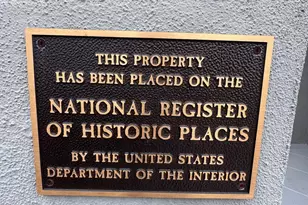 THIS PROPERTY
HAS BEEN PLACED ON THE
NATIONAL REGISTER
OF HISTORIC PLACES
BY THE UNITED STATES
DEPARTMENT OF THE INTERIOR